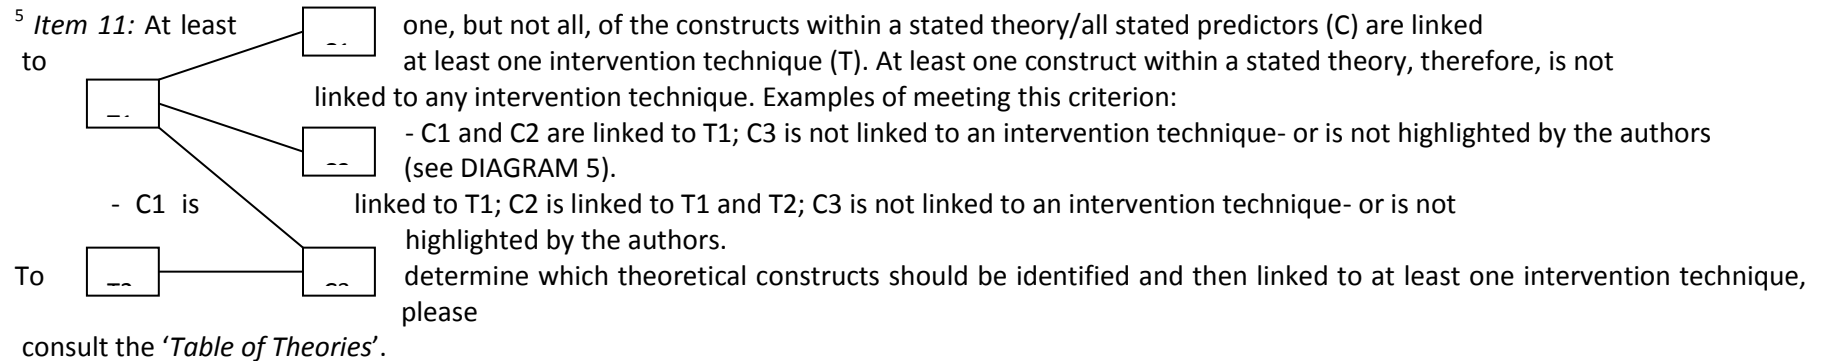 5 Item 11: At least one, but not all, of the constructs within a stated theory/all stated predictors (C) are linked
to at least one intervention technique (T). At least one construct within a stated theory, therefore, is not
linked to any intervention technique. Examples of meeting this criterion:
- C1 and C2 are linked to T1; C3 is not linked to an intervention technique- or is not highlighted by the authors
(see DIAGRAM 5).
- C1 is linked to T1; C2 is linked to T1 and T2; C3 is not linked to an intervention technique- or is not
highlighted by the authors.
To determine which theoretical constructs should be identified and then linked to at least one intervention technique,
please
consult the ‘Table of Theories’.